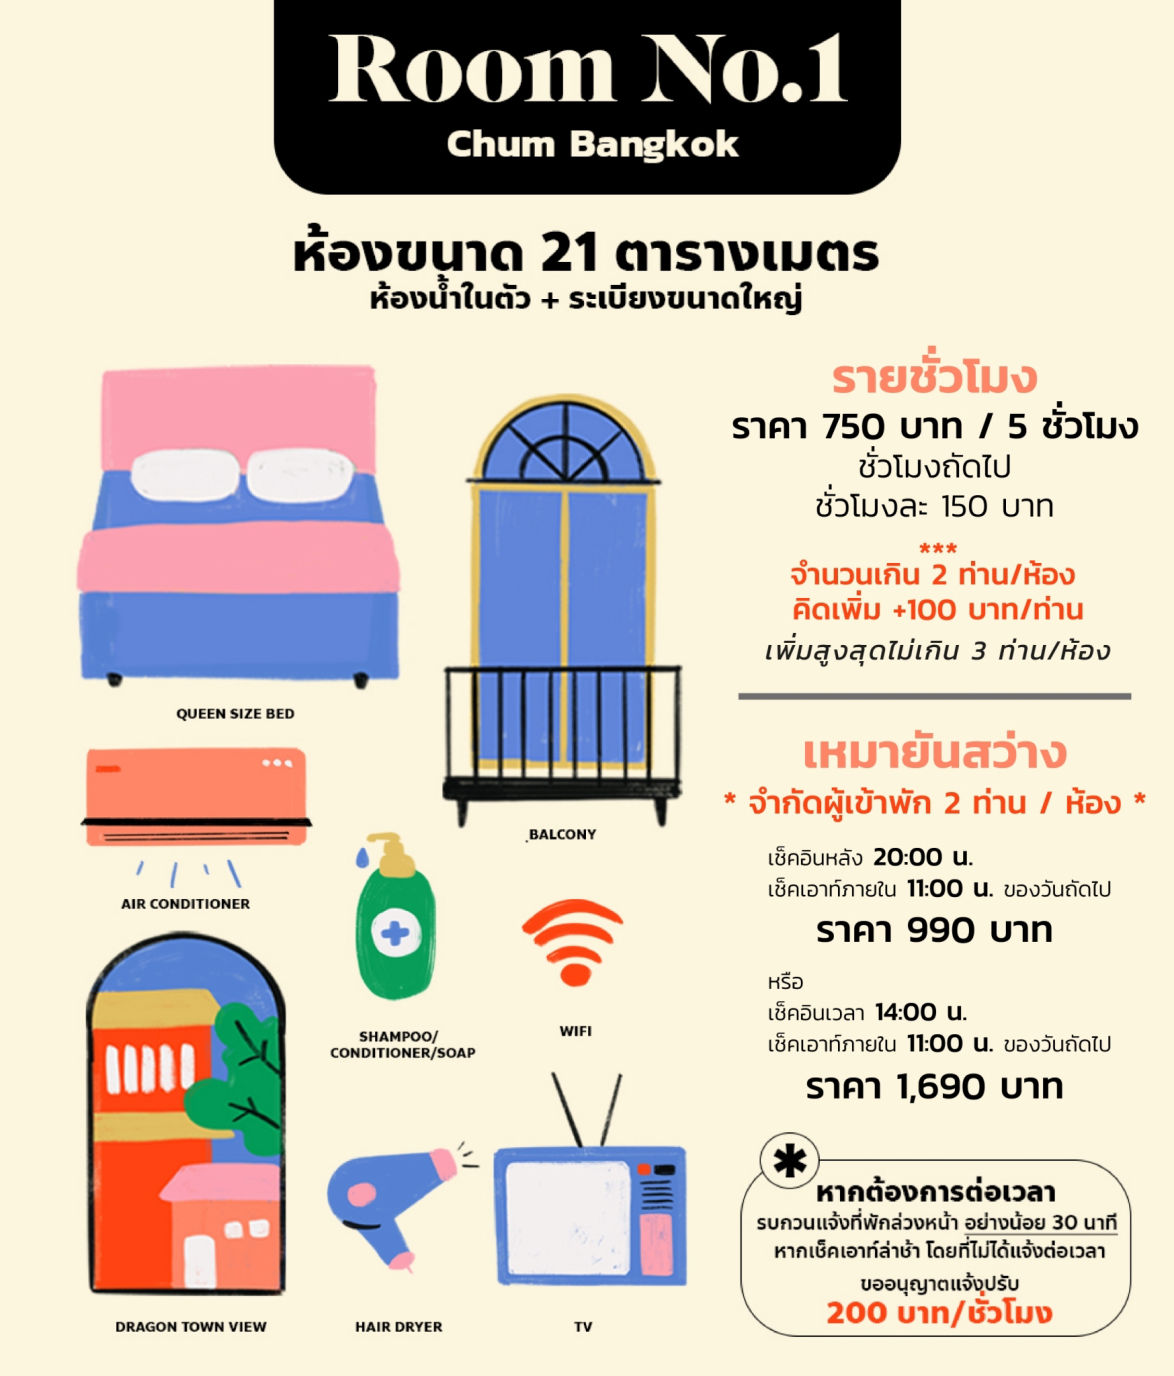 Room No.1
Chum Bangkok
ห้องขนาด 21 ตารางเมตร
ห้องน้ำในตัว + ระเบียงขนาดใหญ่
QUEEN SIZE BED
AIR CONDITIONER
BALCONY
SHAMPOO/
CONDITIONER/SOAP
WIFI
DRAGON TOWN VIEW
HAIR DRYER
TV
รายชั่วโมง
ราคา 750 บาท / 5 ชั่วโมง
ชั่วโมงถัดไป
ชั่วโมงละ 150 บาท
***
จำนวนเกิน 2 ท่าน/ห้อง
คิดเพิ่ม +100 บาท/ท่าน
เพิ่มสูงสุดไม่เกิน 3 ท่าน/ห้อง
เหมายันสว่าง
* จำกัดผู้เข้าพัก 2 ท่าน / ห้อง *
เช็คอินหลัง 20:00 น.
เช็คเอาท์ภายใน 11:00 น. ของวันถัดไป
ราคา 990 บาท
หรือ
เช็คอินเวลา 14:00 น.
เช็คเอาท์ภายใน 11:00 น. ของวันถัดไป
ราคา 1,690 บาท
*
หากต้องการต่อเวลา
รบกวนแจ้งที่พักล่วงหน้า อย่างน้อย 30 นาที
หากเช็คเอาท์ล่าช้า โดยที่ไม่ได้แจ้งต่อเวลา
ขออนุญาตแจ้งปรับ
200 บาท/ชั่วโมง